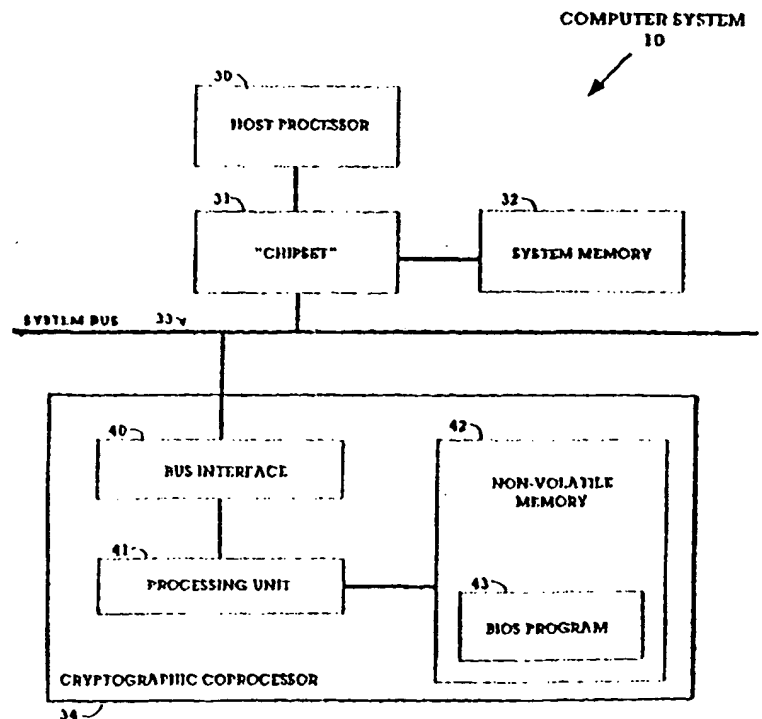 COMPUTER SYSTEM
10
30
HOST PROCESSOR
31
"CHIPSET"
32
SYSTEM MEMORY
SYSTEM BUS 33
40
BUS INTERFACE
42
NON-VOLATILE
MEMORY
41
PROCESSING UNIT
43
BIOS PROGRAM
CRYPTOGRAPHIC COPROCESSOR
34